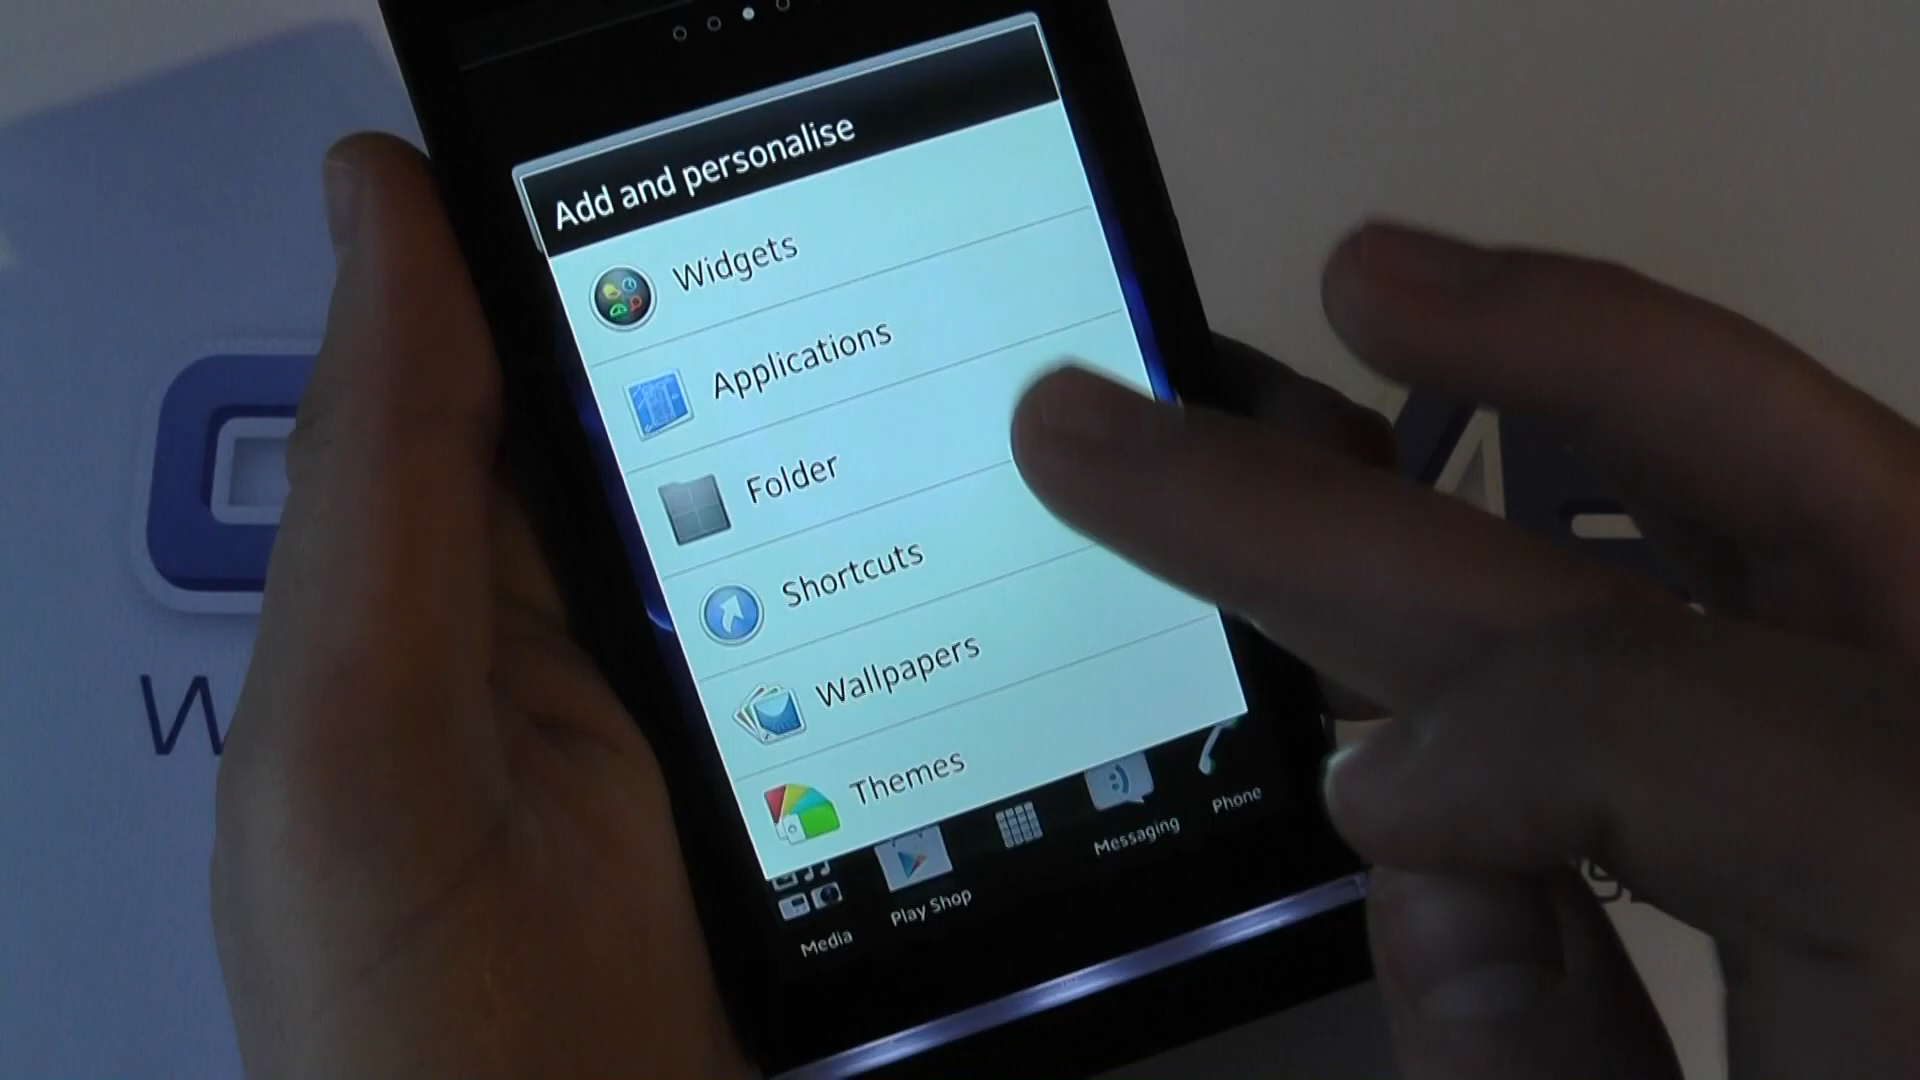 Add and personalise
Widgets
Applications
Folder
Shortcuts
Wallpapers
Themes
Media
Play Shop
Messaging
Phone